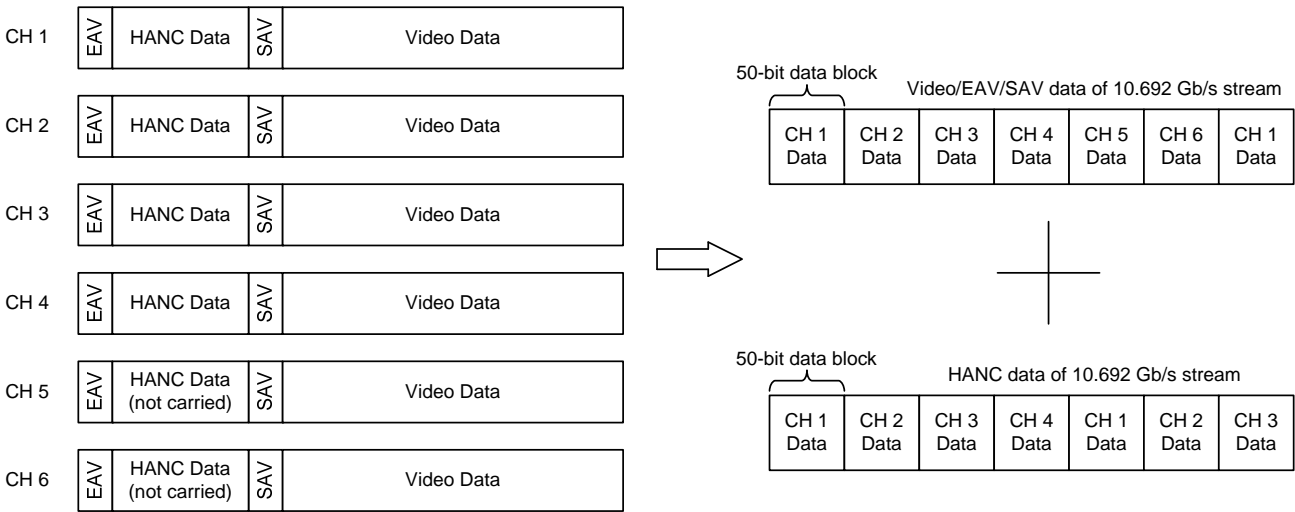 CH 1
EAV
HANC Data
SAV
Video Data
CH 2
EAV
HANC Data
SAV
Video Data
CH 3
EAV
HANC Data
SAV
Video Data
CH 4
EAV
HANC Data
SAV
Video Data
CH 5
EAV
HANC Data
(not carried)
SAV
Video Data
CH 6
EAV
HANC Data
(not carried)
SAV
Video Data
50-bit data block
Video/EAV/SAV data of 10.692 Gb/s stream
CH 1
Data
CH 2
Data
CH 3
Data
CH 4
Data
CH 5
Data
CH 6
Data
CH 1
Data
50-bit data block
HANC data of 10.692 Gb/s stream
CH 1
Data
CH 2
Data
CH 3
Data
CH 4
Data
CH 1
Data
CH 2
Data
CH 3
Data